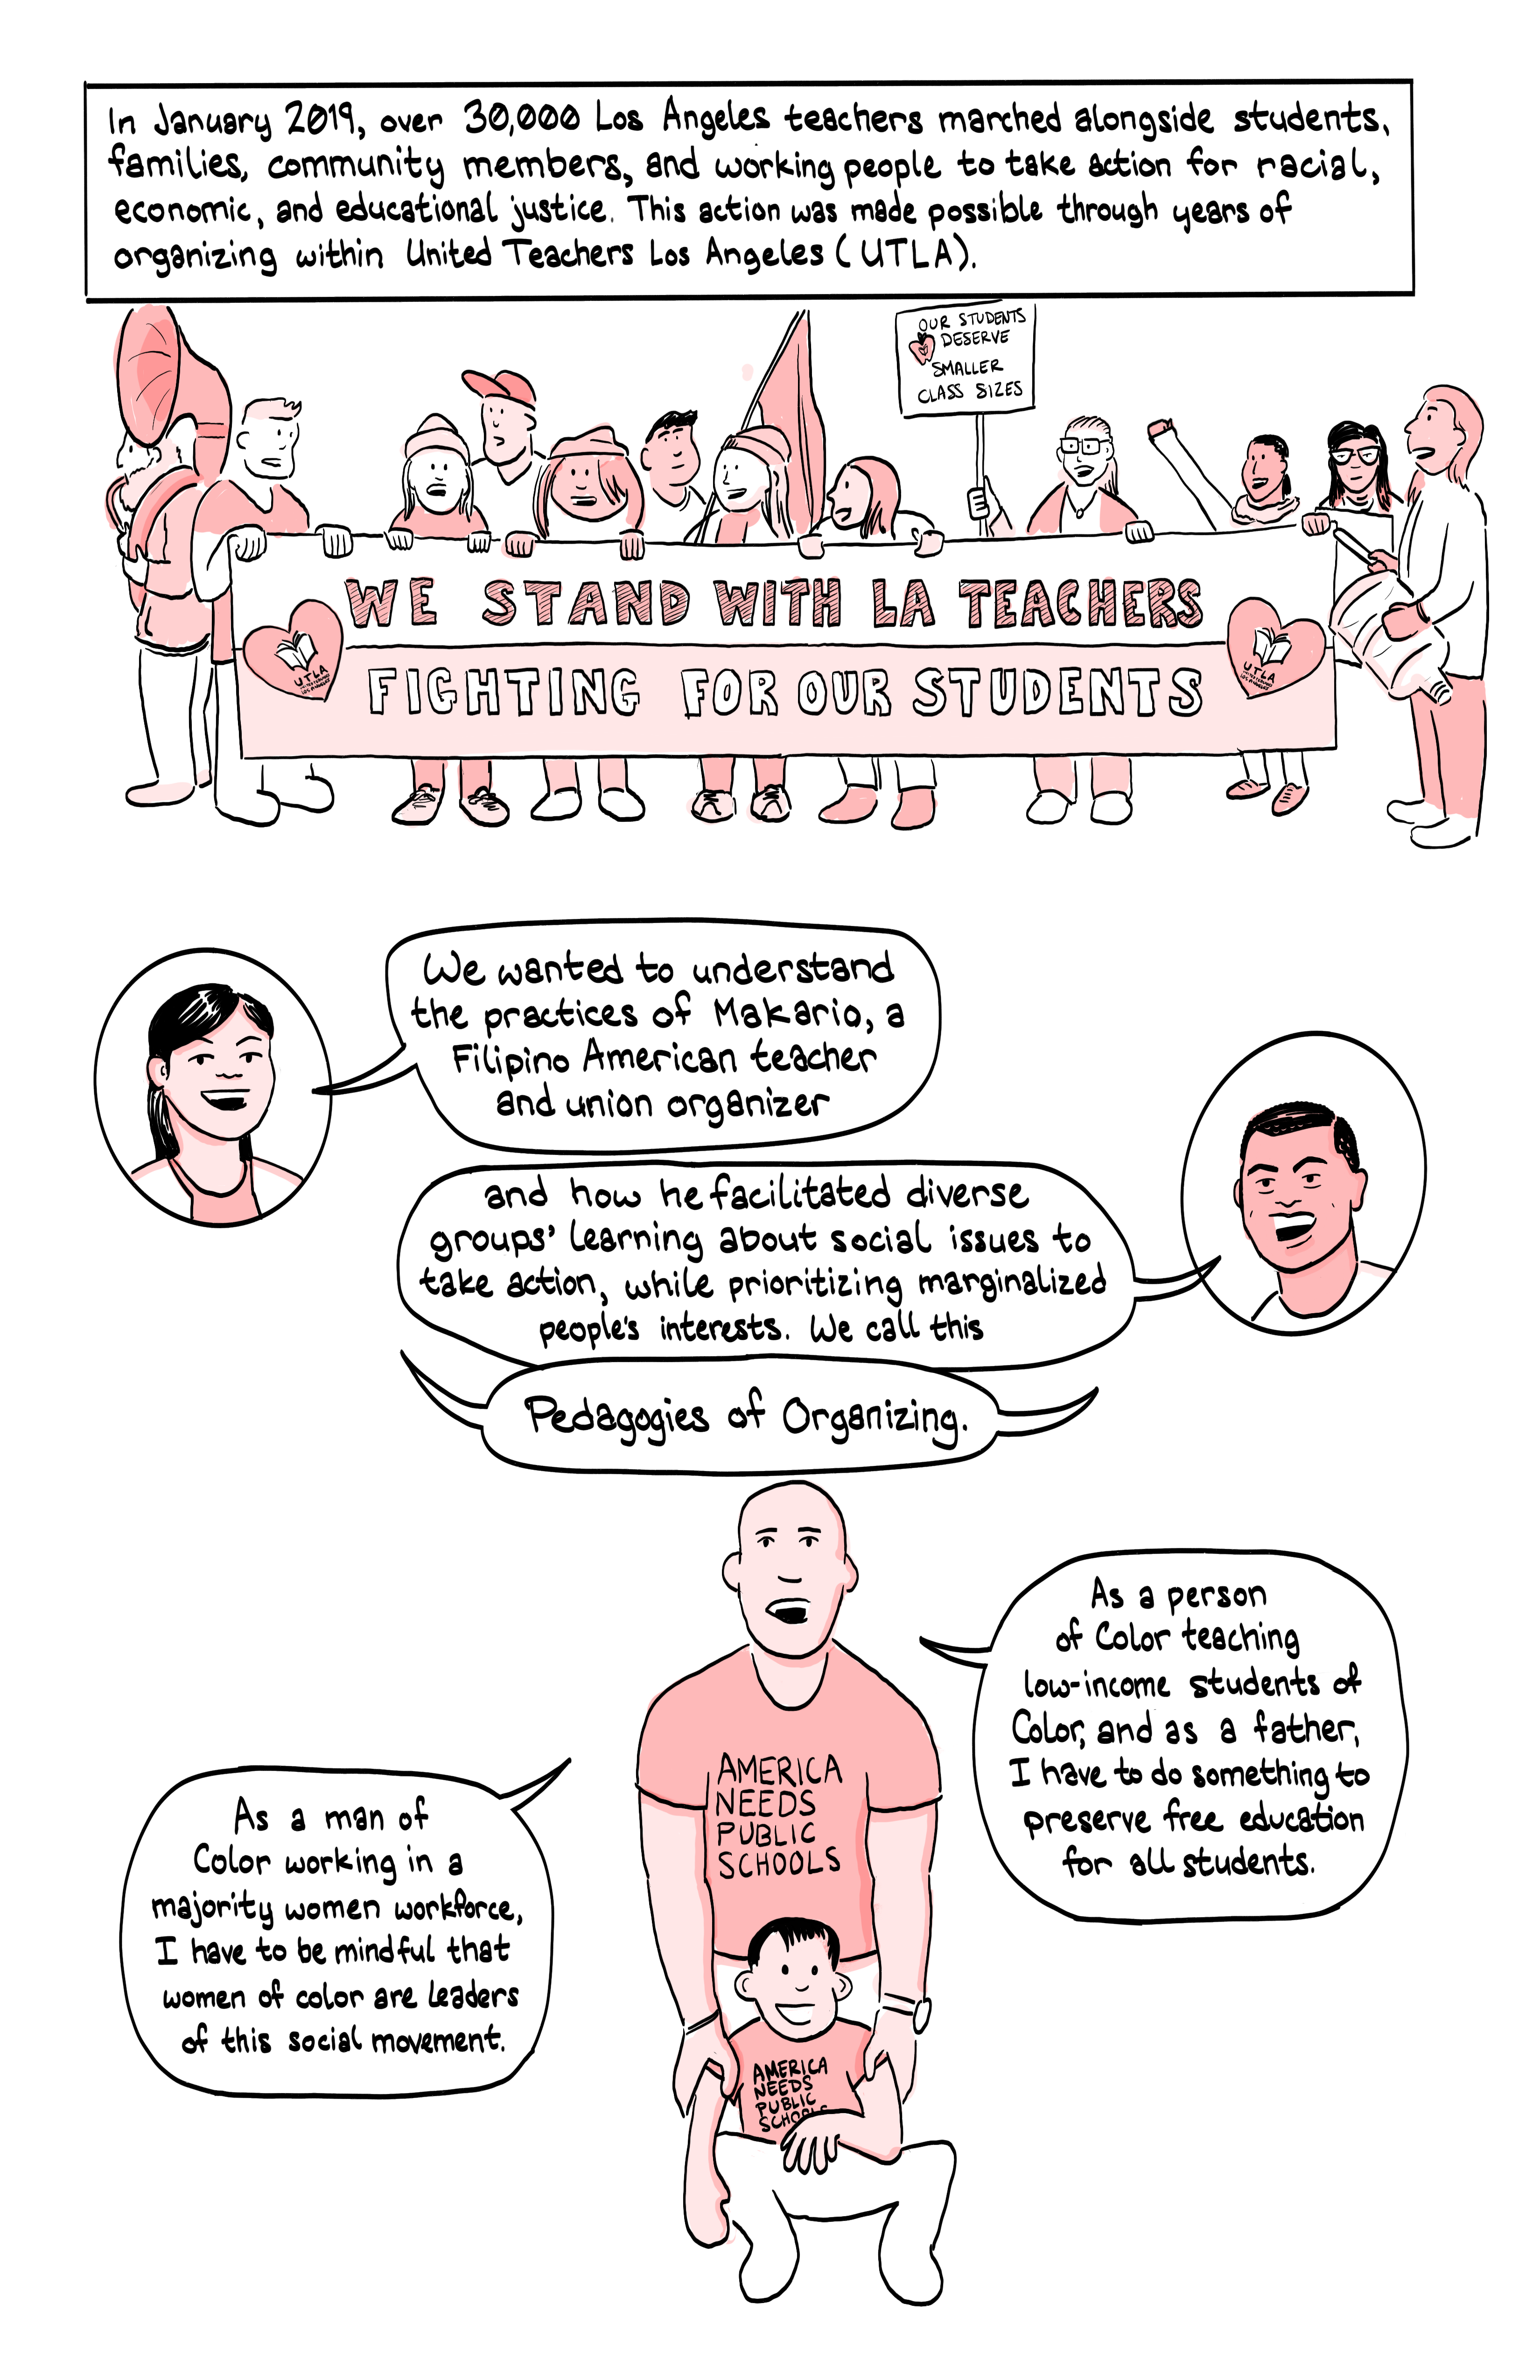 In January 2019, over 30,000 Los Angeles teachers marched alongside students,
families, community members, and working people to take action for racial,
economic, and educational justice. This action was made possible through years of
organizing within United Teachers Los Angeles (UTLA).
OUR STUDENTS
DESERVE
SMALLER
CLASS SIZES
WE STAND WITH LA TEACHERS
FIGHTING FOR OUR STUDENTS
UTLA
UTLA
We wanted to understand
the practices of Makario, a
Filipino American teacher
and union organizer
and how he facilitated diverse
groups' learning about social issues to
take action, while prioritizing marginalized
people's interests. We call this
Pedagogies of Organizing.
As a person
of Color teaching
low-income students of
Color, and as a father,
I have to do something to
preserve free education
for all students.
AMERICA
NEEDS
PUBLIC
SCHOOLS
As a man of
Color working in a
majority women workforce,
I have to be mindful that
women of color are leaders
of this social movement.
AMERICA
NEEDS
PUBLIC
SCHOOLS